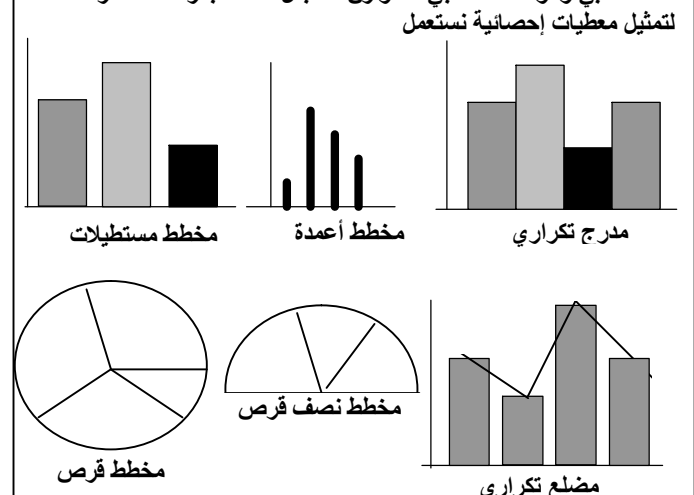 لتمثيل معطيات إحصائية نستعمل
مدرج تكراري
مخطط أعمدة
مخطط مستطيلات
مضلع تكراري
مخطط نصف قرص
مخطط قرص